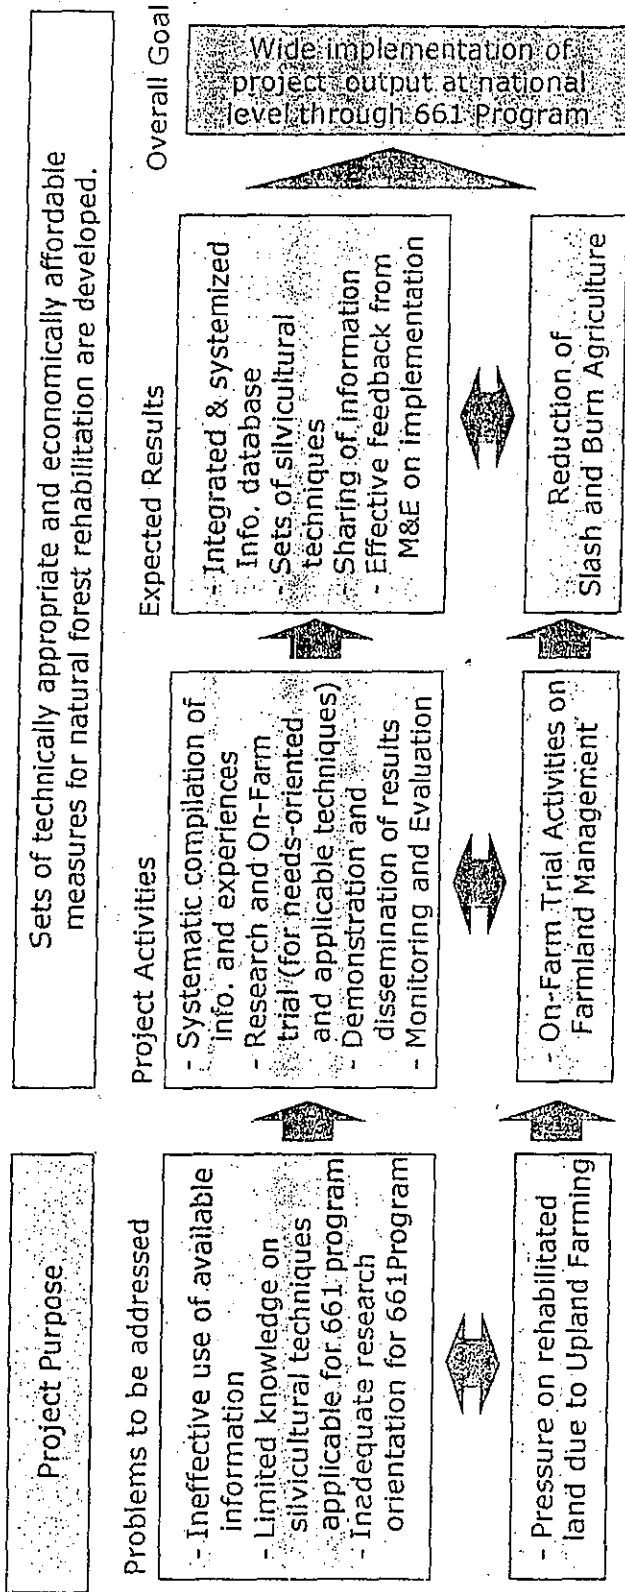 Project Purpose
Sets of technically appropriate and economically affordable
measures for natural forest rehabilitation are developed.
Problems to be addressed
- Ineffective use of available
information
- Limited knowledge on
silvicultural techniques
applicable for 661 program
- Inadequate research
orientation for 661Program
- Pressure on rehabilitated
land due to Upland Farming
Project Activities
- Systematic compilation of
info. and experiences
- Research and On-Farm
trial (for needs-oriented
and applicable techniques)
- Demonstration and
dissemination of results
- Monitoring and Evaluation
- On-Farm Trial Activities on
Farmland Management
Expected Results
- Integrated & systemized
Info. database
- Sets of silvicultural
techniques
- Sharing of information
- Effective feedback from
M&E on Implementation
Reduction of
Slash and Burn Agriculture
Overall Goal
Wide implementation of
project output at national
level through 661 Program